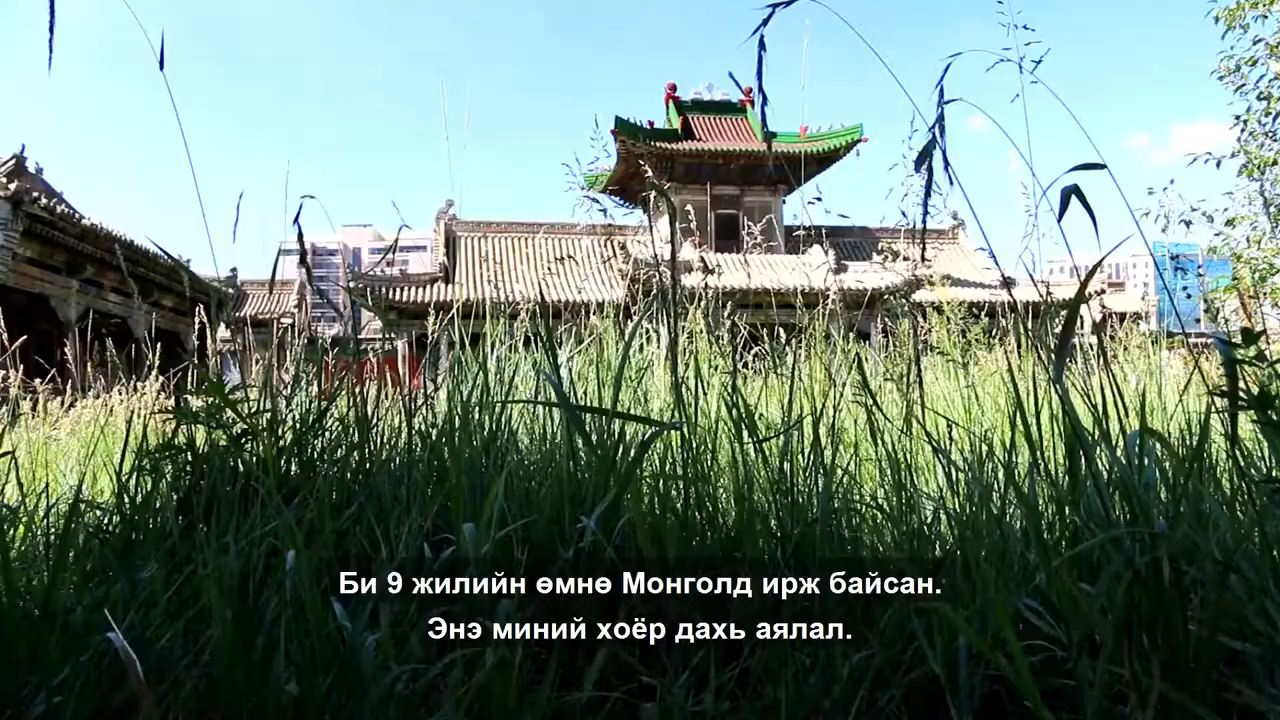 Би 9 жилийн өмнө Монголд ирж байсан.
Энэ миний хоёр дахь аялал.